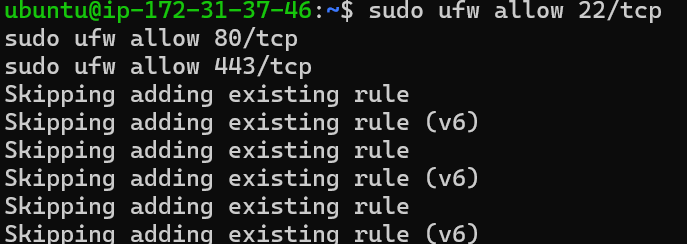 ubuntu@ip-172-31-37-46:~$ sudo ufw allow 22/tcp
sudo ufw allow 80/tcp
sudo ufw allow 443/tcp
Skipping adding existing rule
Skipping adding existing rule (v6)
Skipping adding existing rule
Skipping adding existing rule (v6)
Skipping adding existing rule
Skipping adding existing rule (v6)